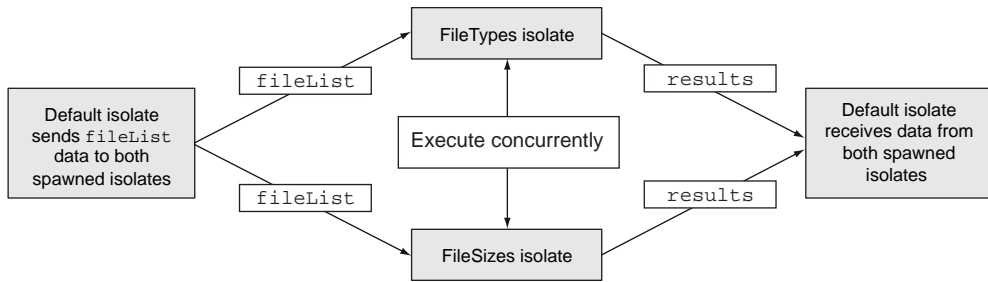 FileTypes isolate
fileList
results
Default isolate
sends fileList
data to both
spawned isolates
Execute concurrently
Default isolate
receives data from
both spawned
isolates
fileList
results
FileSizes isolate